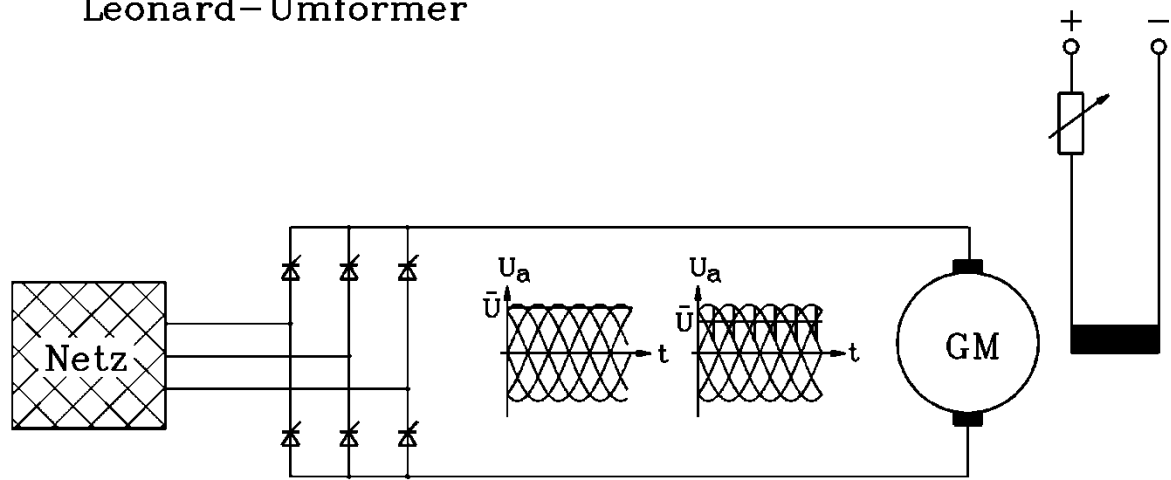 Leonard-Umformer
+ −
Ua Ua
Ū Ū
t t
Netz
GM